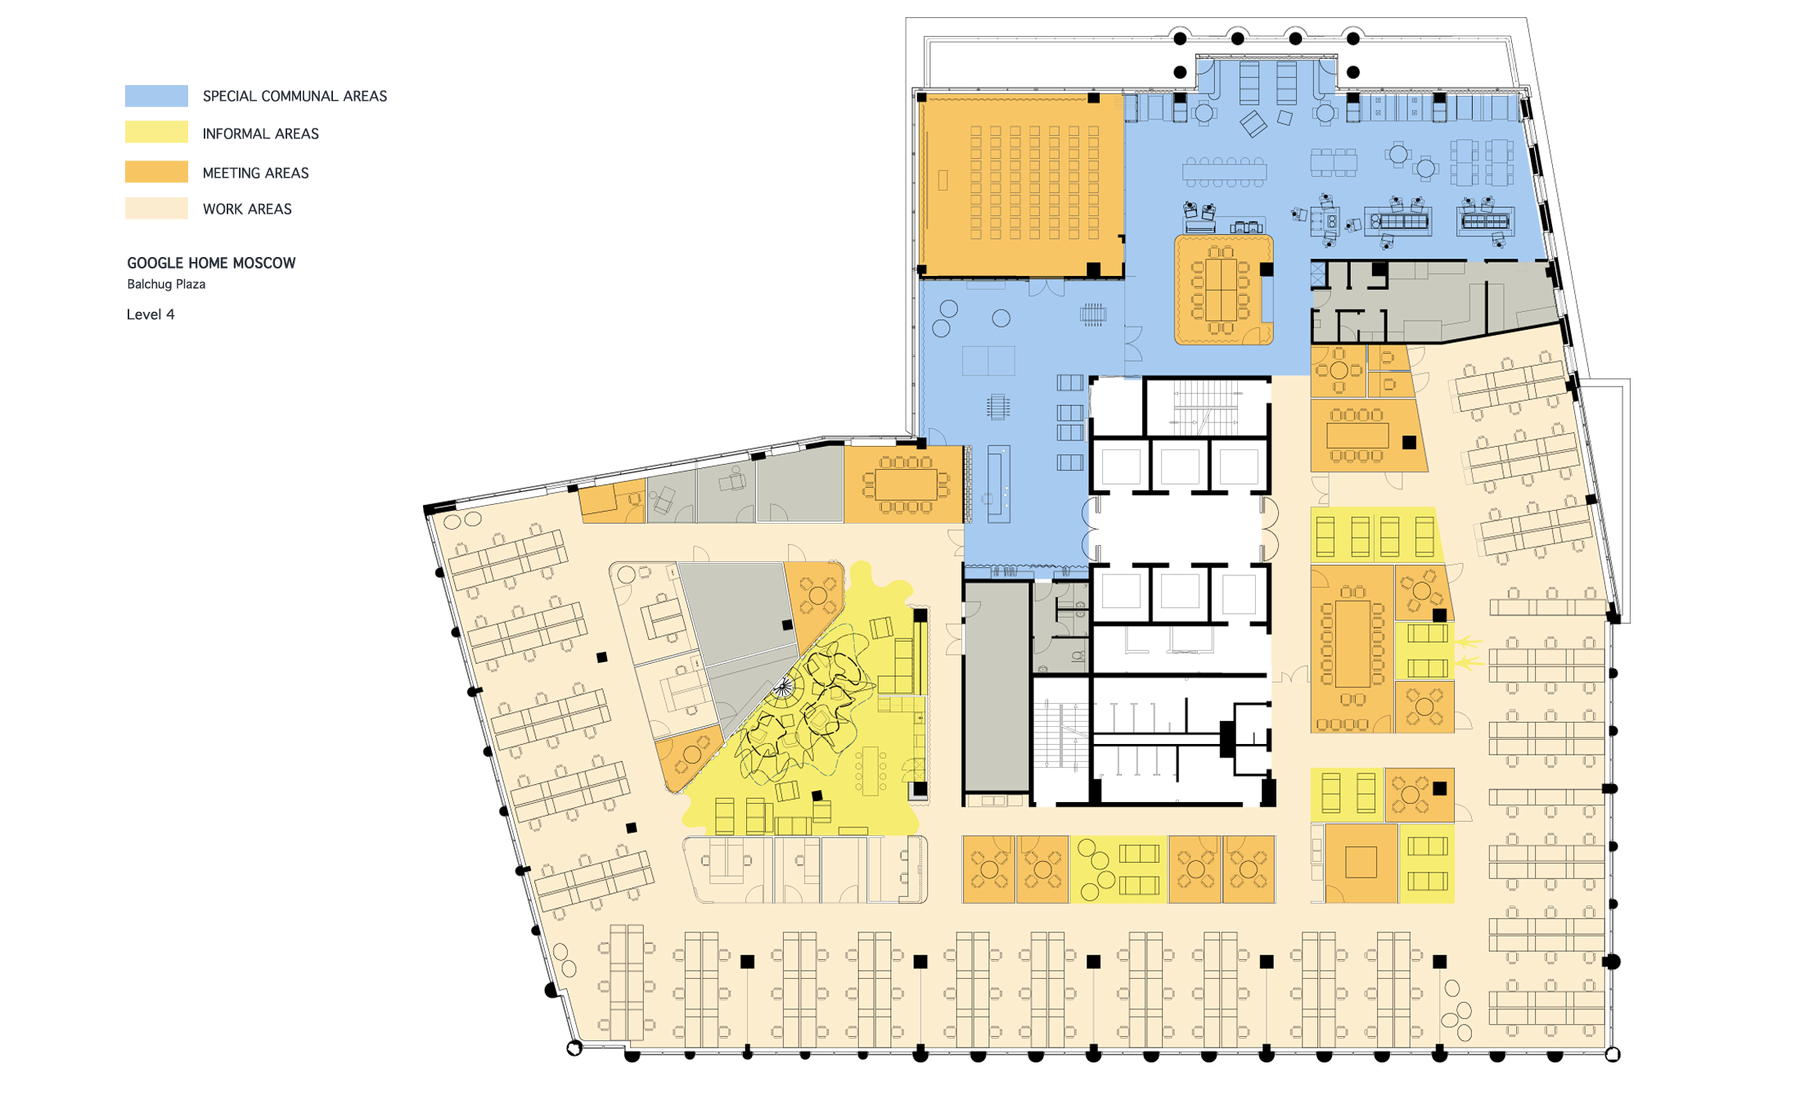 SPECIAL COMMUNAL AREAS
INFORMAL AREAS
MEETING AREAS
WORK AREAS
GOOGLE HOME MOSCOW
Balchug Plaza
Level 4